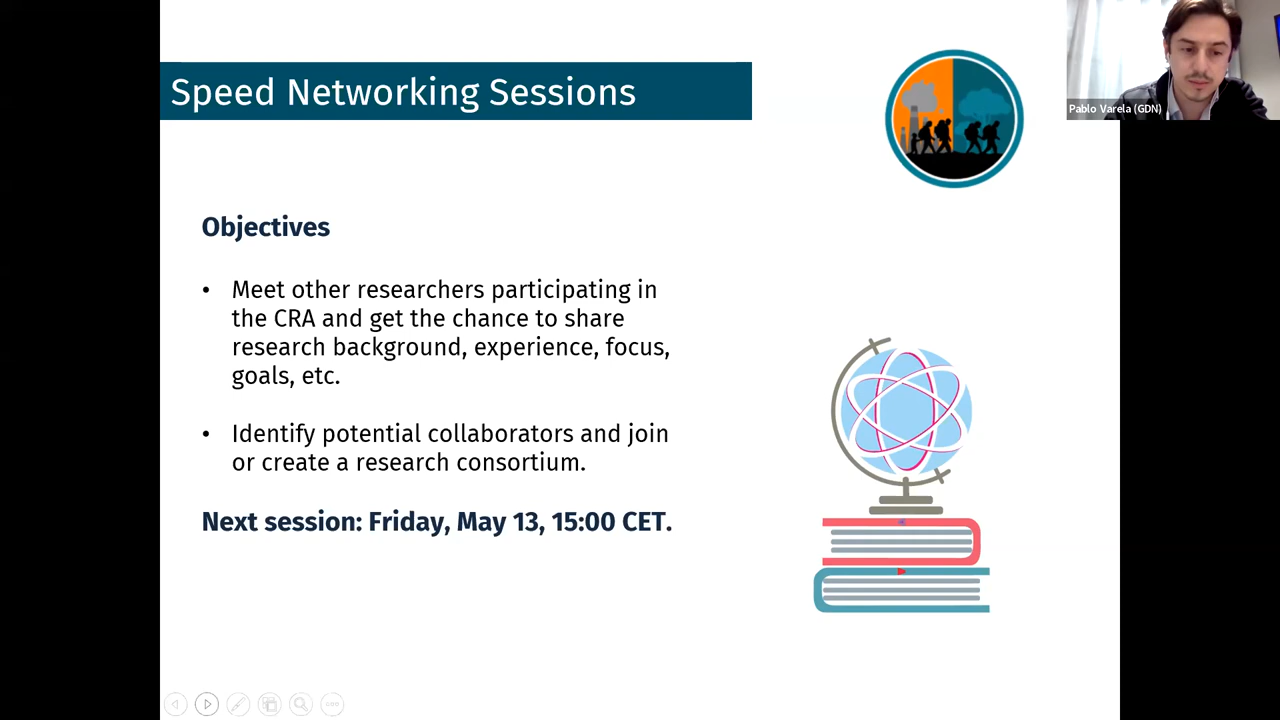 Speed Networking Sessions
Pablo Varela (GDN)
Objectives
• Meet other researchers participating in
the CRA and get the chance to share
research background, experience, focus,
goals, etc.
• Identify potential collaborators and join
or create a research consortium.
Next session: Friday, May 13, 15:00 CET.